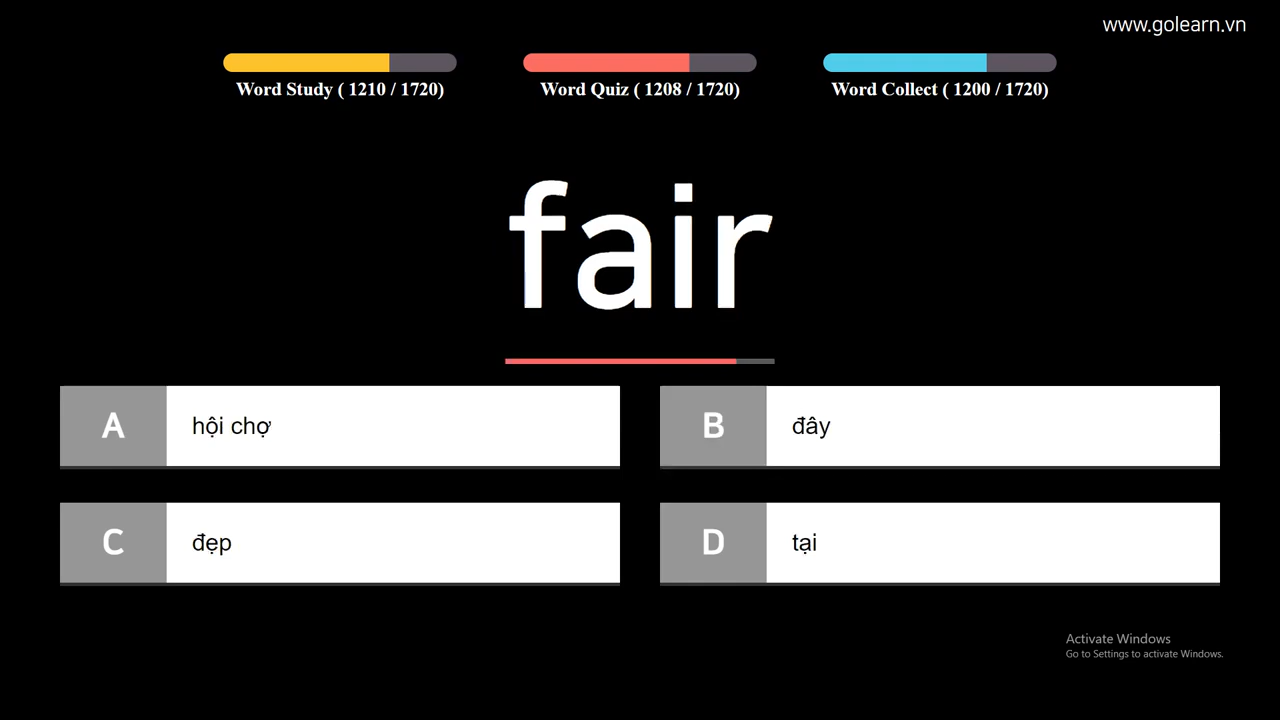 www.golearn.vn
Word Study ( 1210 / 1720)
Word Quiz ( 1208 / 1720)
Word Collect ( 1200 / 1720)
fair
A hội chợ
B đây
C đẹp
D tại
Activate Windows
Go to Settings to activate Windows.